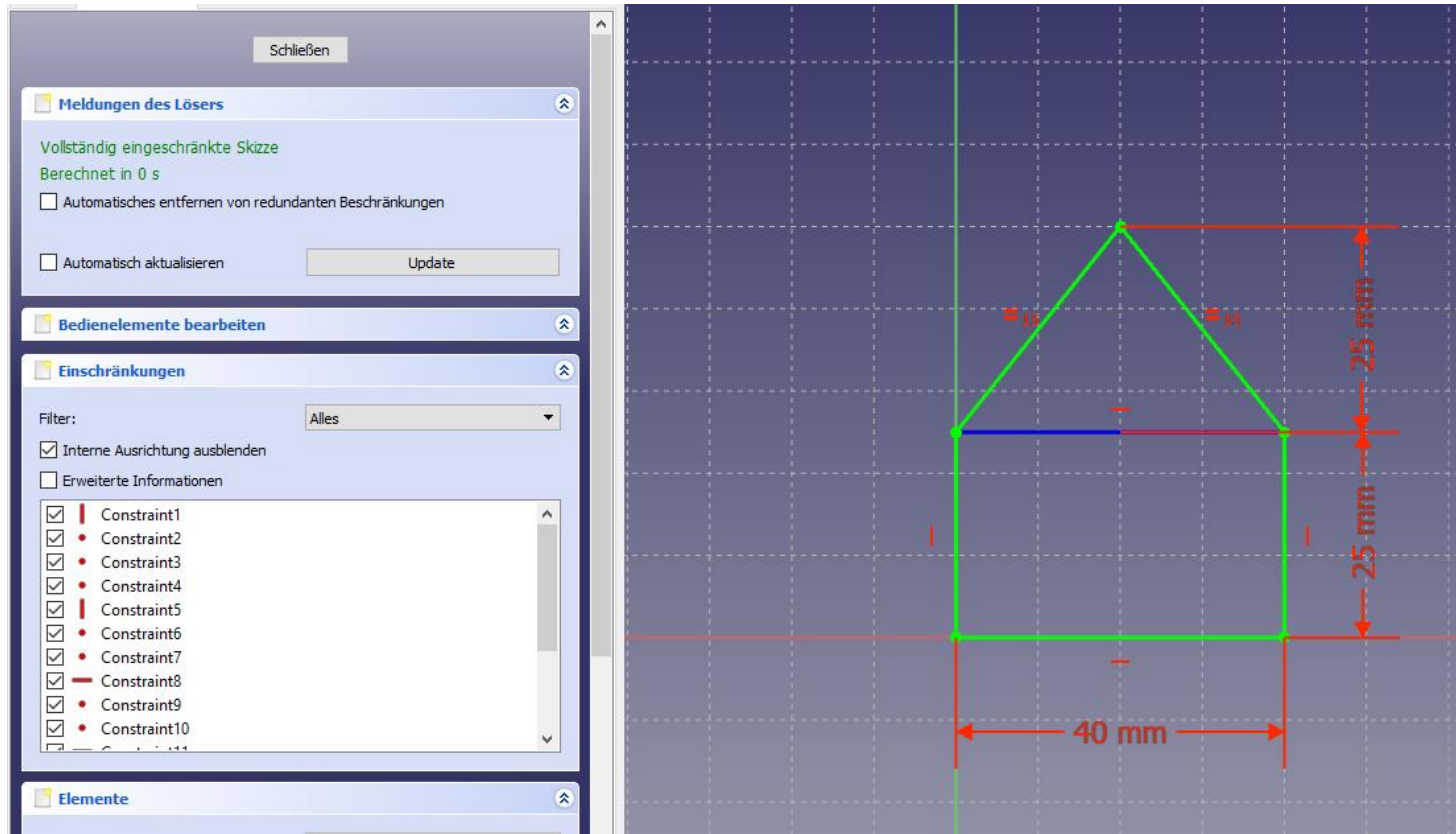 Schließen
Meldungen des Lösers
Vollständig eingeschränkte Skizze
Berechnet in 0 s
Automatisches entfernen von redundanten Beschränkungen
Automatisch aktualisieren
Update
Bedienelemente bearbeiten
Einschränkungen
Filter:
Alles
Interne Ausrichtung ausblenden
Erweiterte Informationen
Constraint1
Constraint2
Constraint3
Constraint4
Constraint5
Constraint6
Constraint7
Constraint8
Constraint9
Constraint10
Elemente
25 mm
25 mm
40 mm